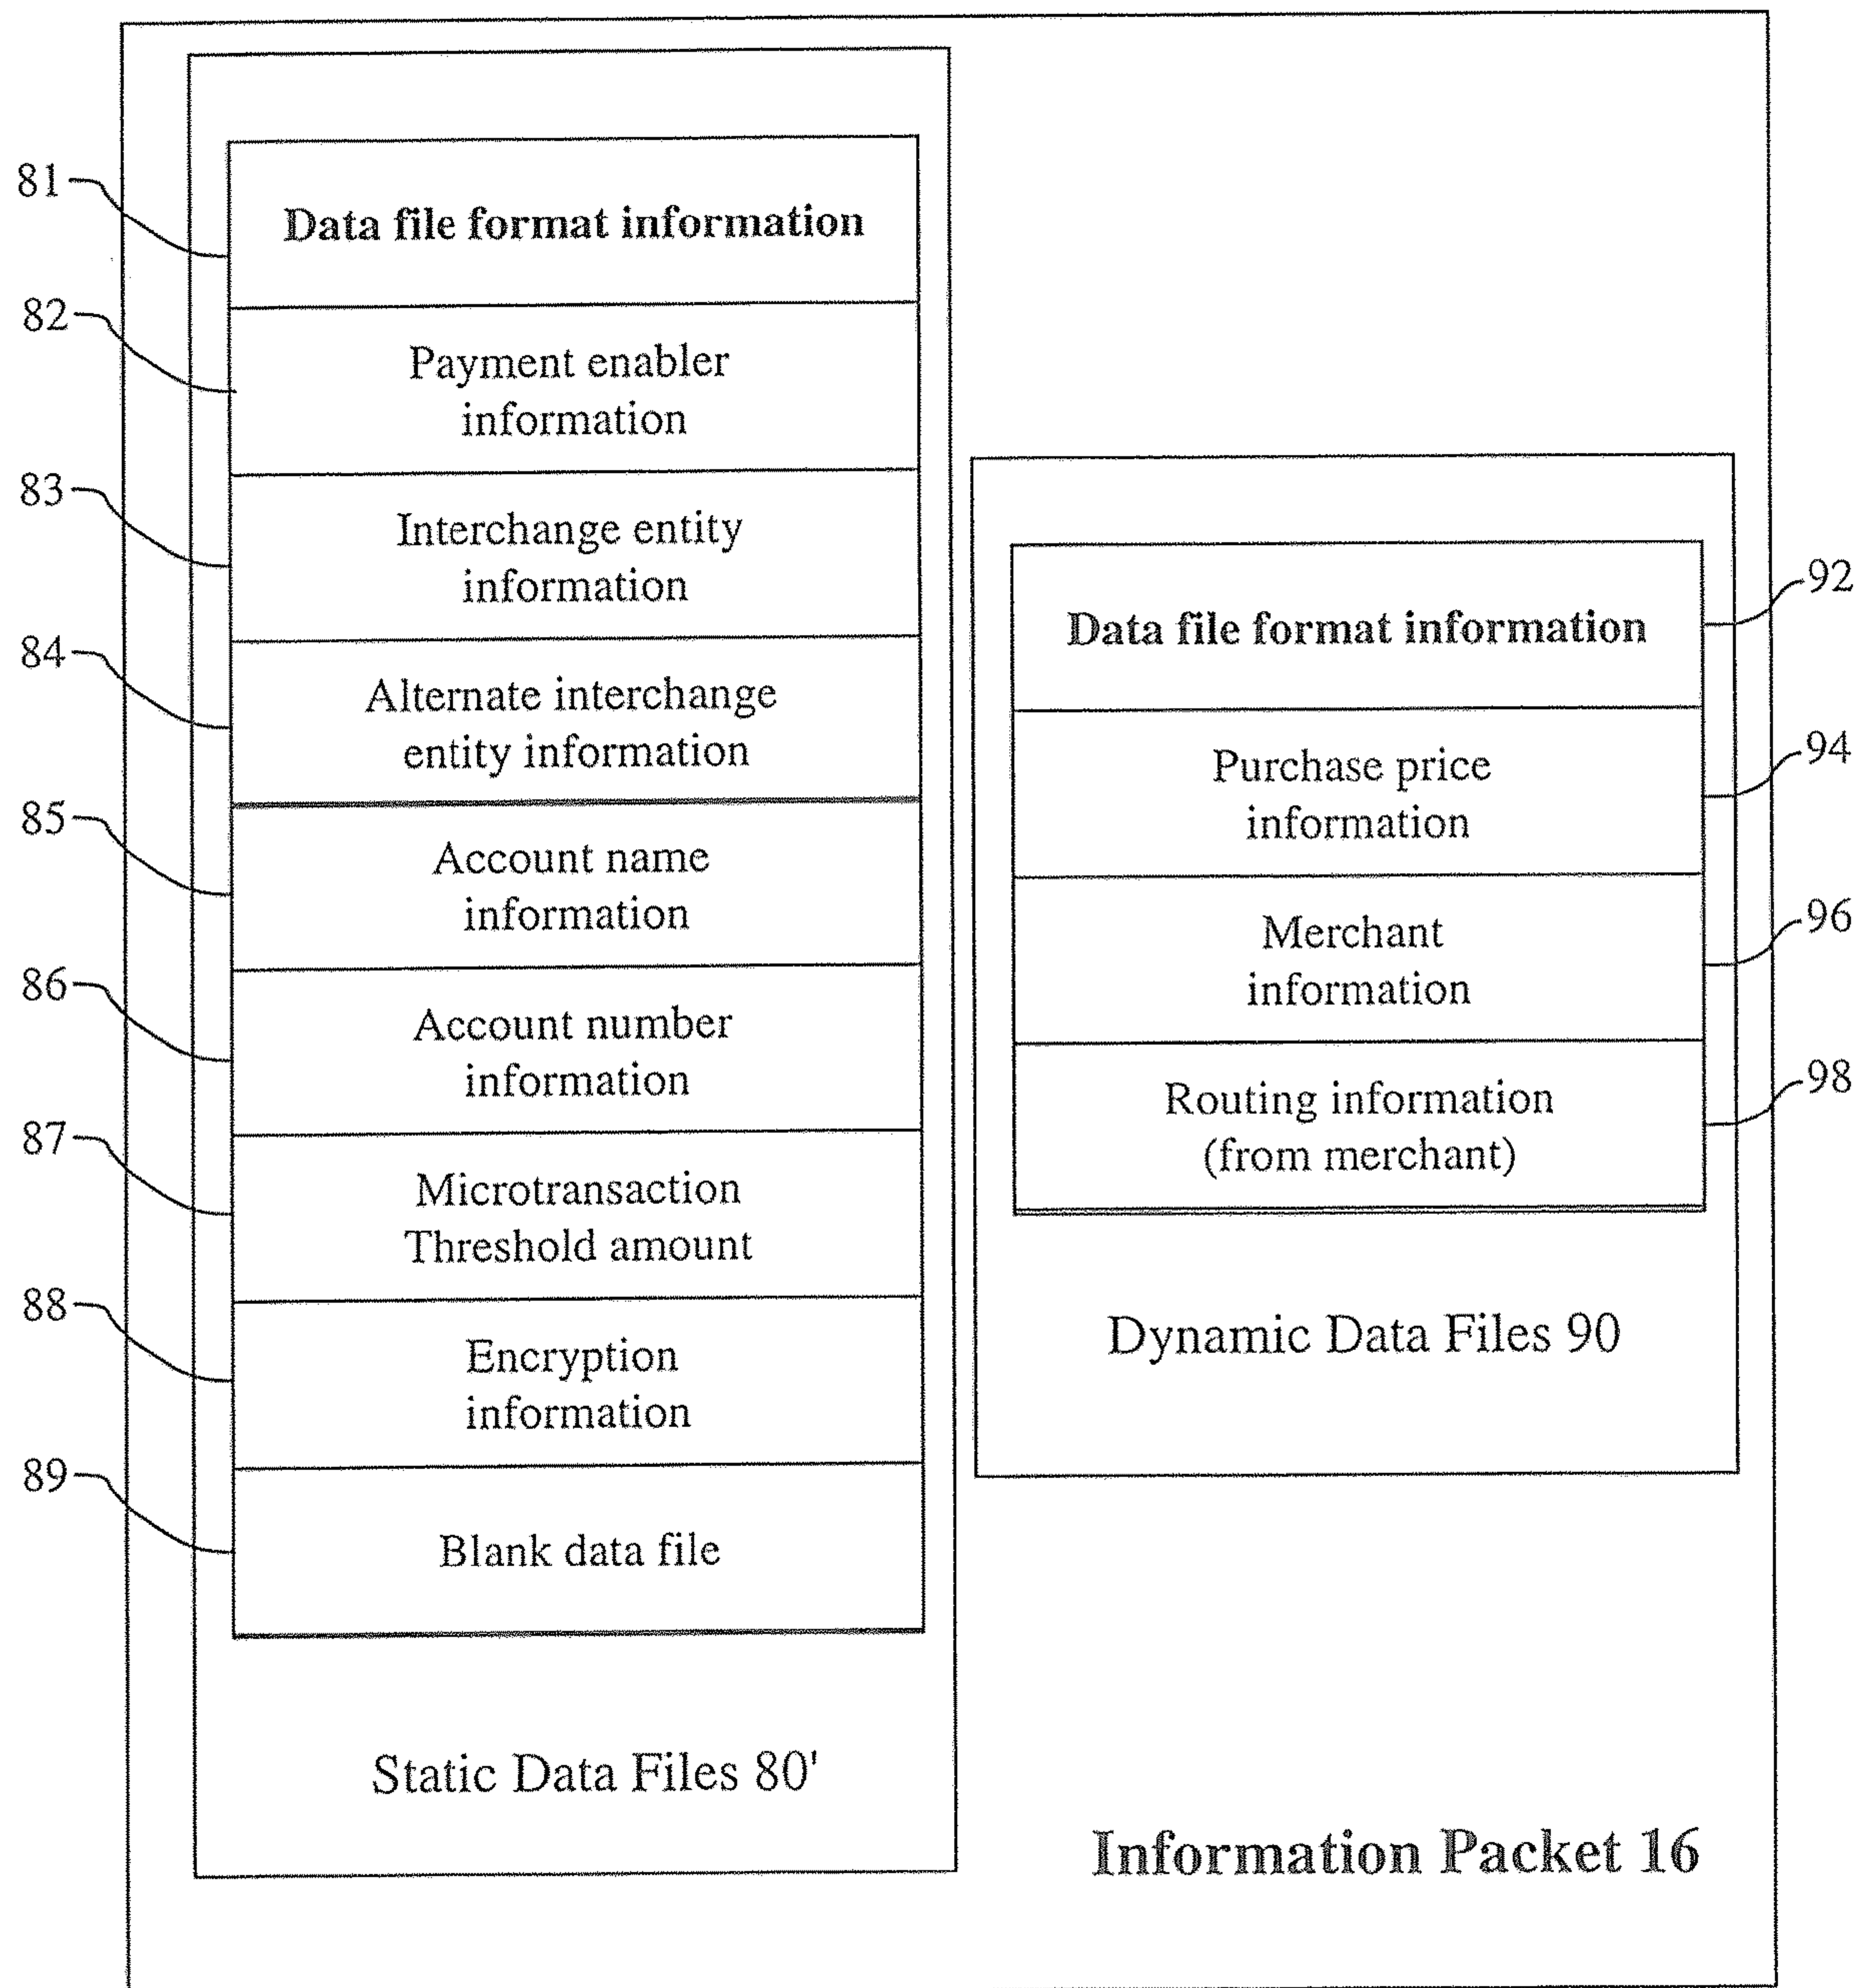 81
Data file format information
82
Payment enabler
information
83
Interchange entity
information
84
Alternate interchange
entity information
85
Account name
information
86
Account number
information
87
Microtransaction
Threshold amount
88
Encryption
information
89
Blank data file
Static Data Files 80'
92
Data file format information
94
Purchase price
information
96
Merchant
information
98
Routing information
(from merchant)
Dynamic Data Files 90
Information Packet 16